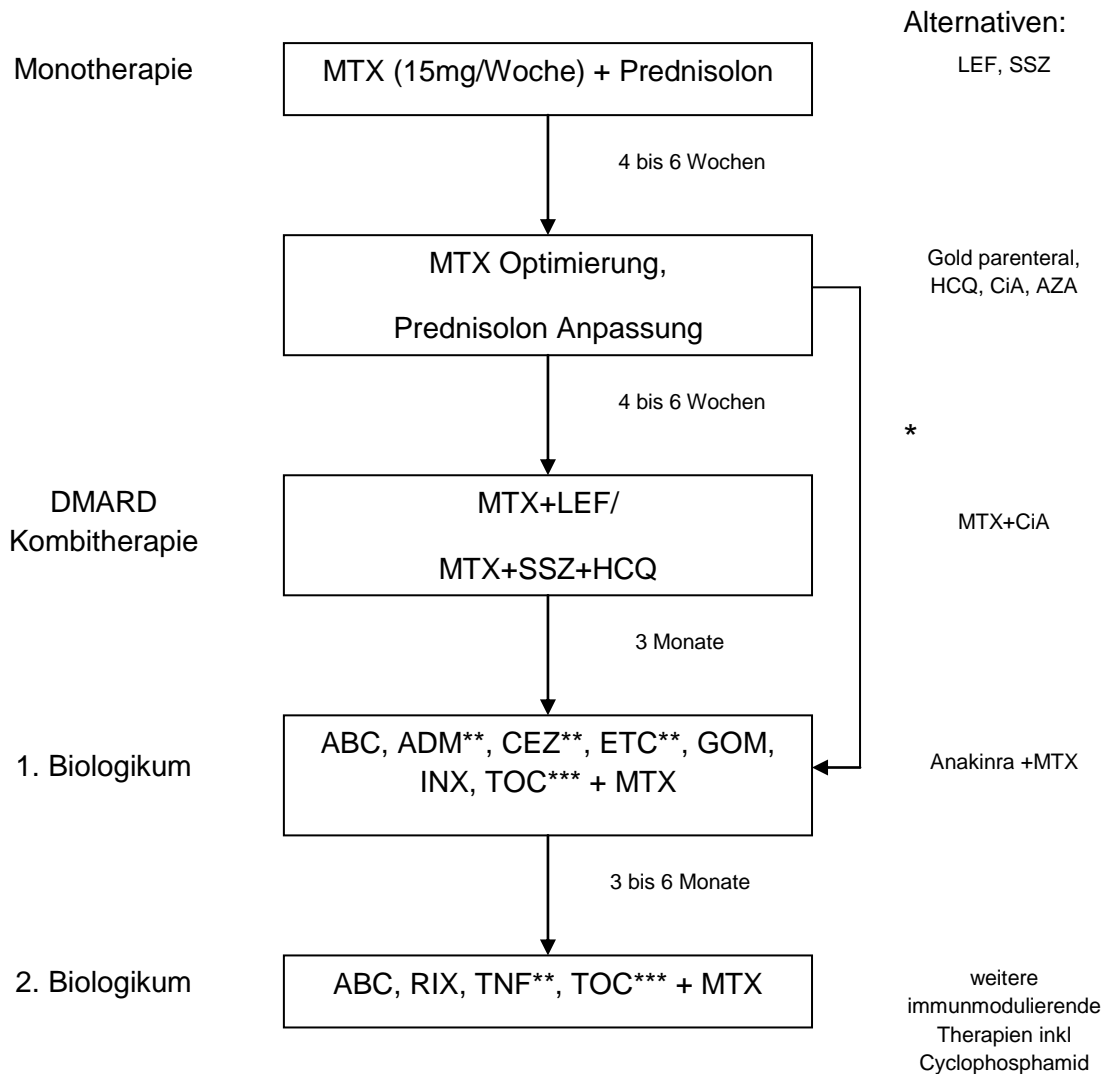 Alternativen:
Monotherapie
MTX (15mg/Woche) + Prednisolon
LEF, SSZ
4 bis 6 Wochen
MTX Optimierung,
Prednisolon Anpassung
Gold parenteral,
HCQ, CiA, AZA
4 bis 6 Wochen
*
DMARD
Kombitherapie
MTX+LEF/
MTX+SSZ+HCQ
MTX+CiA
3 Monate
1. Biologikum
ABC, ADM**, CEZ**, ETC**, GOM,
INX, TOC*** + MTX
Anakinra +MTX
3 bis 6 Monate
2. Biologikum
ABC, RIX, TNF**, TOC*** + MTX
weitere
immunmodulierende
Therapien inkl
Cyclophosphamid